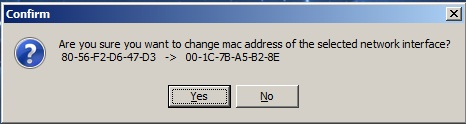 Confirm
Are you sure you want to change mac address of the selected network interface?
80-56-F2-D6-47-D3 -> 00-1C-7B-A5-B2-8E
Yes No